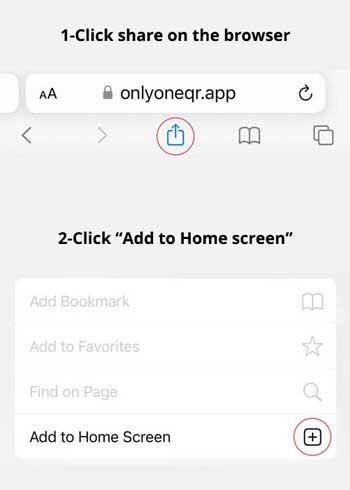 1-Click share on the browser
AA onlyoneqr.app
2-Click “Add to Home screen”
Add Bookmark
Add to Favorites
Find on Page
Add to Home Screen